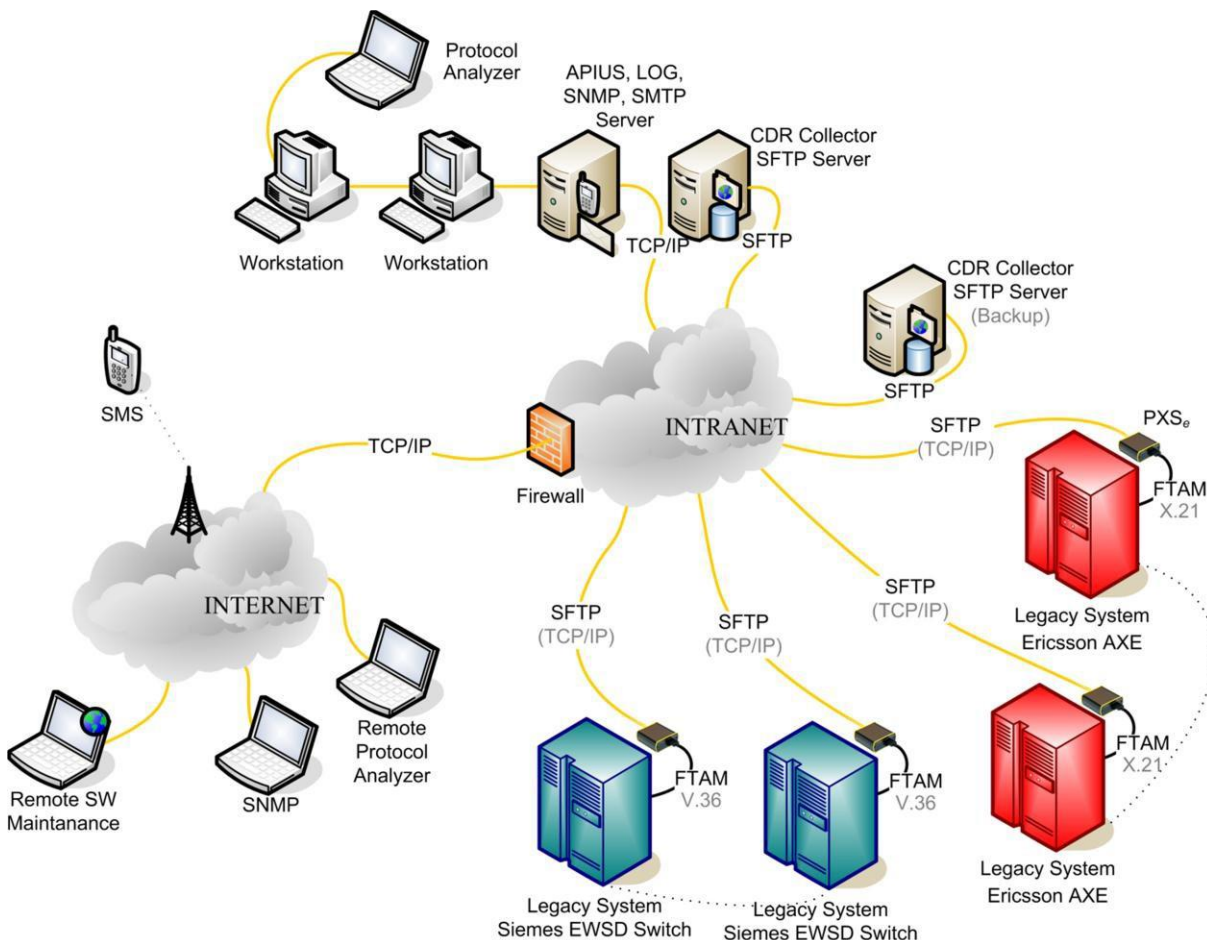 Protocol
Analyzer
APIUS, LOG,
SNMP, SMTP
Server
CDR Collector
SFTP Server
Workstation
Workstation
TCP/IP
SFTP
CDR Collector
SFTP Server
(Backup)
SFTP
SMS
TCP/IP
Firewall
INTRANET
SFTP
(TCP/IP)
PXSe
FTAM
X.21
Legacy System
Ericsson AXE
INTERNET
SFTP
(TCP/IP)
SFTP
(TCP/IP)
SFTP
(TCP/IP)
Remote SW
Maintanance
SNMP
Remote
Protocol
Analyzer
FTAM
V.36
FTAM
V.36
FTAM
X.21
Legacy System
Siemes EWSD Switch
Legacy System
Siemes EWSD Switch
Legacy System
Ericsson AXE